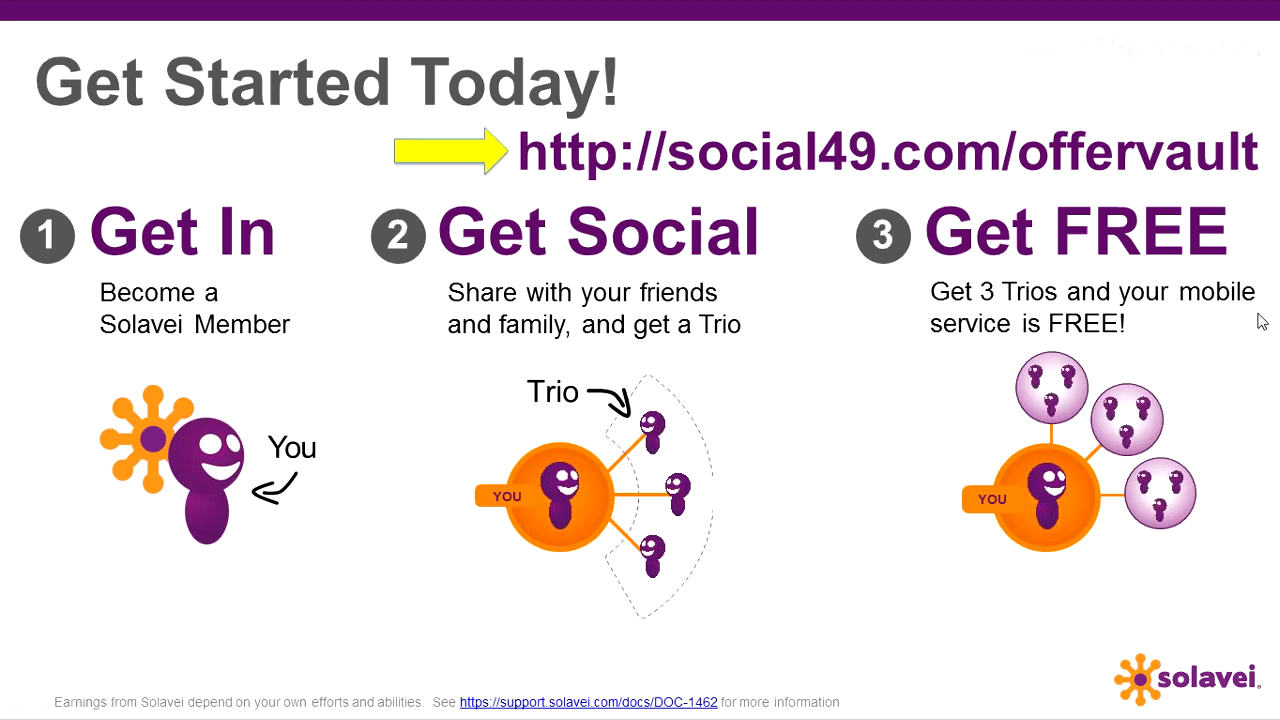 Get Started Today!
http://social49.com/offervault
1 Get In
Become a
Solavei Member
You
2 Get Social
Share with your friends
and family, and get a Trio
Trio
YOU
3 Get FREE
Get 3 Trios and your mobile
service is FREE!
YOU
solavei
Earnings from Solavei depend on your own efforts and abilities . https://support.solavei.com/docs/DOC-1462 for more information